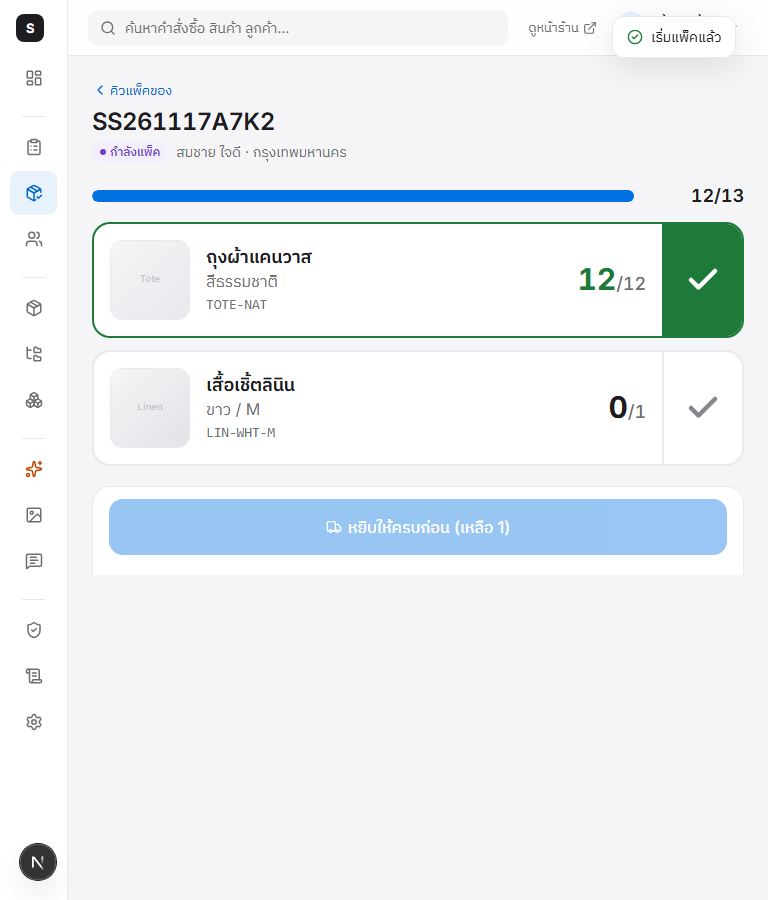 S
ค้นหาคำสั่งซื้อ สินค้า ลูกค้า...
ดูหน้าร้าน
เริ่มแพ็คแล้ว
คิวแพ็คของ
SS261117A7K2
กำลังแพ็ค
สมชาย ใจดี · กรุงเทพมหานคร
12/13
Tote
ถุงผ้าแคนวาส
สีธรรมชาติ
TOTE-NAT
12/12
Linen
เสื้อเชิ้ตลินิน
ขาว / M
LIN-WHT-M
0/1
หยิบให้ครบก่อน (เหลือ 1)
N